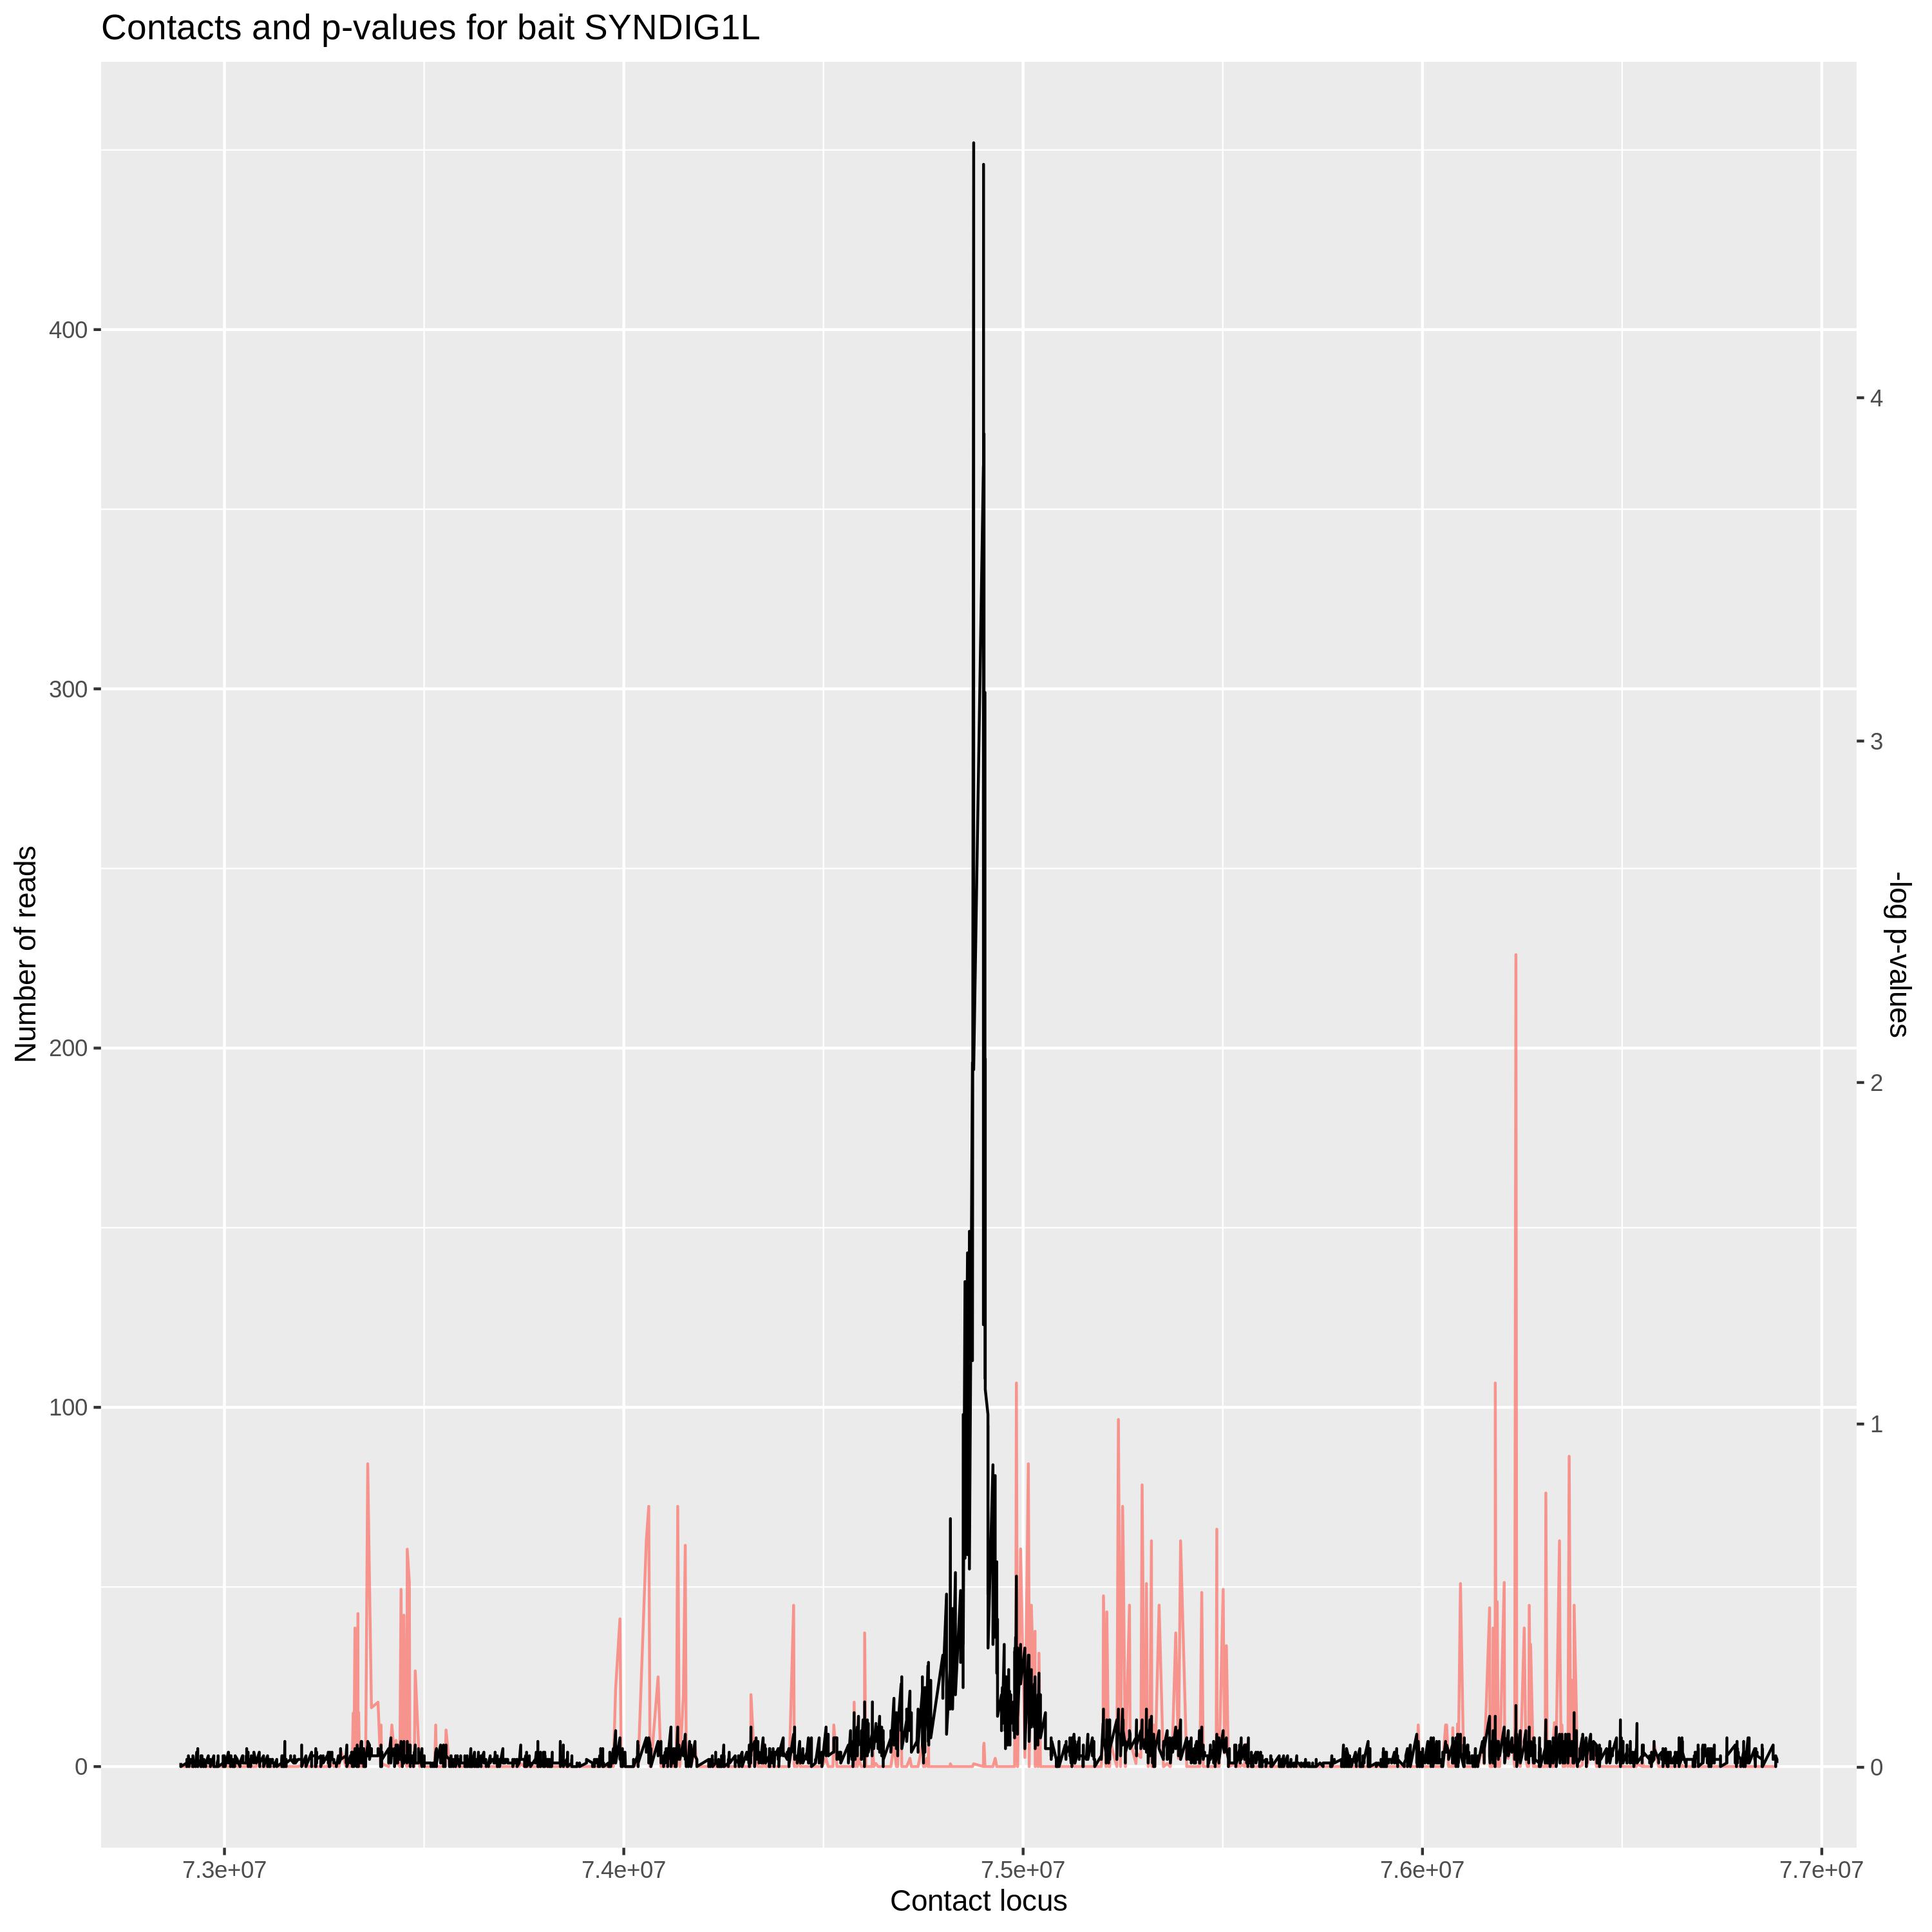 Contacts and p-values for bait SYNDIG1L
Number of reads
400
300
200
100
0
4
3
2
1
0
-log p-values
7.3e+07 7.4e+07 7.5e+07 7.6e+07 7.7e+07
Contact locus